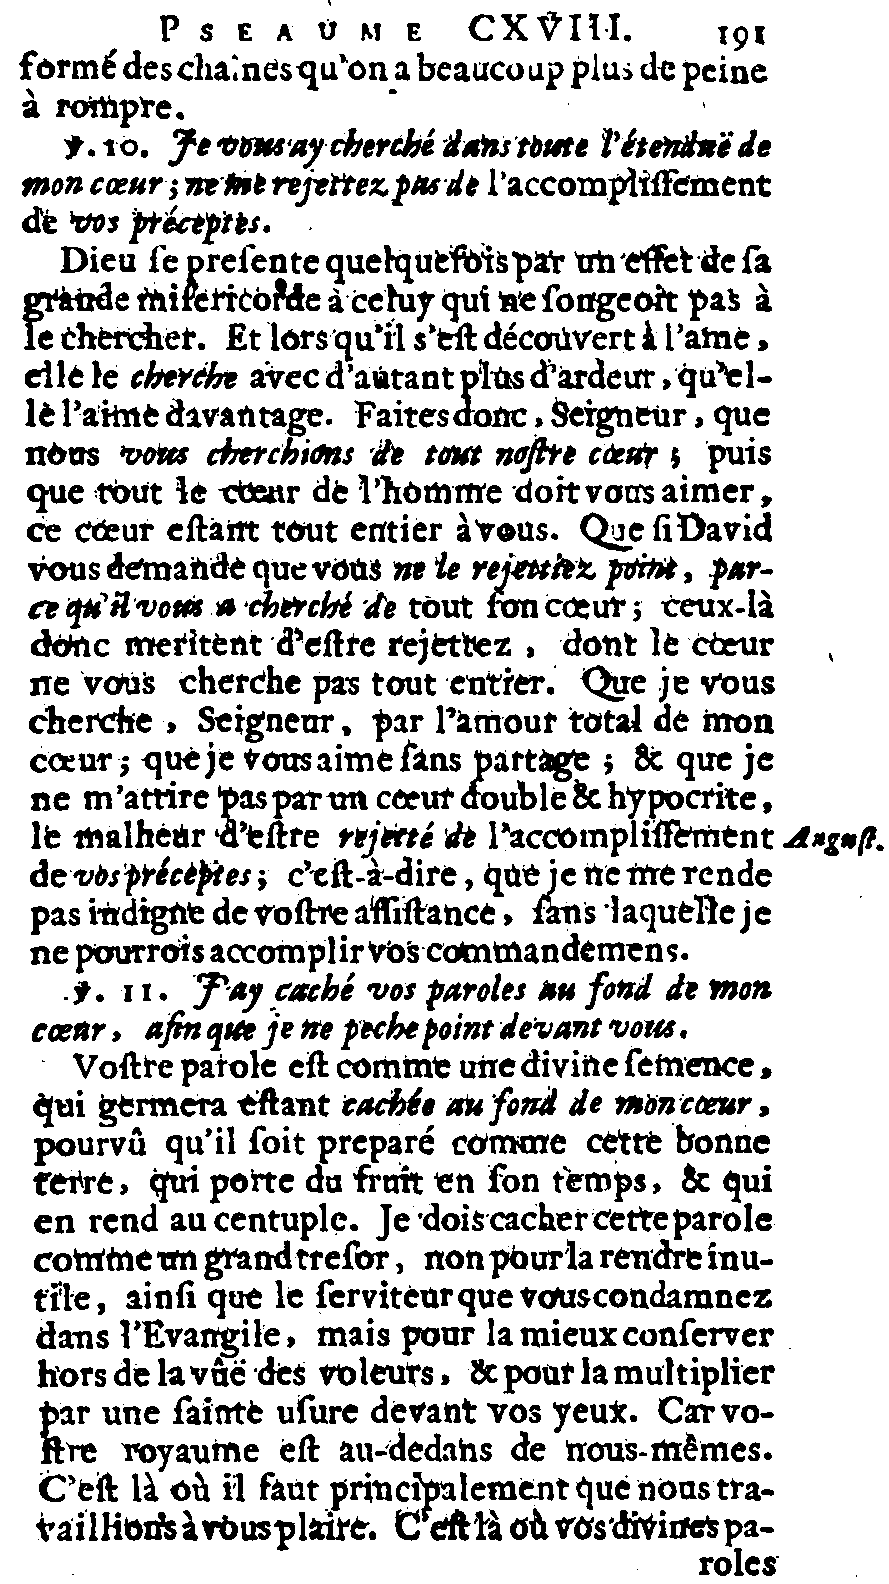 PSEAUME CXVIII. 191
formé des chaînes qu'on a beaucoup plus de peine
à rompre.
℣. 10. Je vous ay cherché dans toute l'étenduë de
mon cœur ; ne me rejettez pas de l'accompliſſement
de vos préceptes.
Dieu ſe preſente quelquefois par un effet de ſa
grande miſericorde à celuy qui ne ſongeoit pas à
le chercher. Et lors qu'il s'eſt découvert à l'ame,
elle le cherche avec d'autant plus d'ardeur, qu'el-
le l'aime davantage. Faites donc, Seigneur, que
nous vous cherchions de tout noſtre cœur ; puis
que tout le cœur de l'homme doit vous aimer,
ce cœur eſtant tout entier à vous. Que ſi David
vous demande que vous ne le rejettiez point, par-
ce qu'il vous a cherché de tout ſon cœur ; ceux-là
donc meritent d'eſtre rejettez, dont le cœur
ne vous cherche pas tout entier. Que je vous
cherche, Seigneur, par l'amour total de mon
cœur ; que je vous aime ſans partage ; & que je
ne m'attire pas par un cœur double & hypocrite,
le malheur d'eſtre rejetté de l'accompliſſement Auguſt.
de vos préceptes ; c'eſt-à-dire, que je ne me rende
pas indigne de voſtre aſſiſtance, ſans laquelle je
ne pourrois accomplir vos commandemens.
℣. 11. J'ay caché vos paroles au fond de mon
cœur, afin que je ne peche point devant vous.
Voſtre parole eſt comme une divine ſemence,
qui germera eſtant cachée au fond de mon cœur,
pourvû qu'il ſoit preparé comme cette bonne
terre, qui porte du fruit en ſon temps, & qui
en rend au centuple. Je dois cacher cette parole
comme un grand treſor, non pour la rendre inu-
tile, ainſi que le ſerviteur que vous condamnez
dans l'Evangile, mais pour la mieux conſerver
hors de la vûë des voleurs, & pour la multiplier
par une ſainte uſure devant vos yeux. Car vo-
ſtre royaume eſt au-dedans de nous-mêmes.
C'eſt là où il faut principalement que nous tra-
vaillions à vous plaire. C'eſt là où vos divines pa-
roles